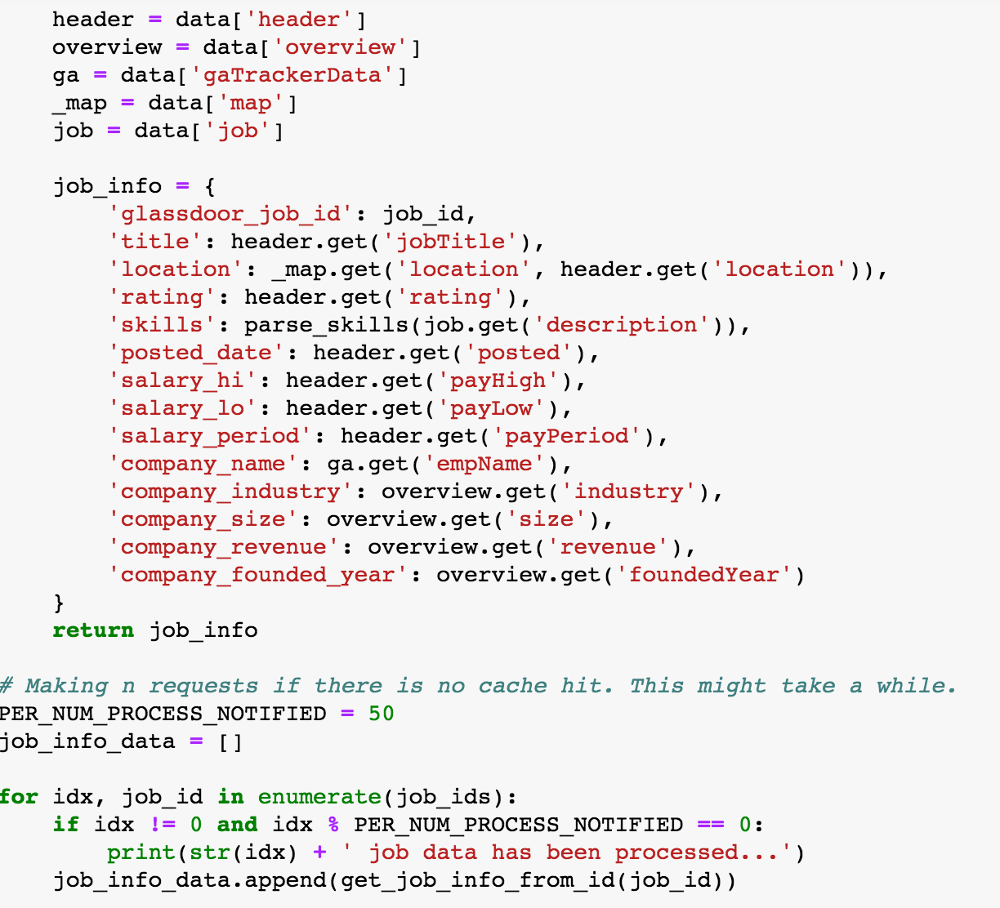 header = data['header']
overview = data['overview']
ga = data['gaTrackerData']
_map = data['map']
job = data['job']
job_info = {
'glassdoor_job_id': job_id,
'title': header.get('jobTitle'),
'location': _map.get('location', header.get('location')),
'rating': header.get('rating'),
'skills': parse_skills(job.get('description')),
'posted_date': header.get('posted'),
'salary_hi': header.get('payHigh'),
'salary_lo': header.get('payLow'),
'salary_period': header.get('payPeriod'),
'company_name': ga.get('empName'),
'company_industry': overview.get('industry'),
'company_size': overview.get('size'),
'company_revenue': overview.get('revenue'),
'company_founded_year': overview.get('foundedYear')
}
return job_info
# Making n requests if there is no cache hit. This might take a while.
PER_NUM_PROCESS_NOTIFIED = 50
job_info_data = []
for idx, job_id in enumerate(job_ids):
if idx != 0 and idx % PER_NUM_PROCESS_NOTIFIED == 0:
print(str(idx) + ' job data has been processed...')
job_info_data.append(get_job_info_from_id(job_id))